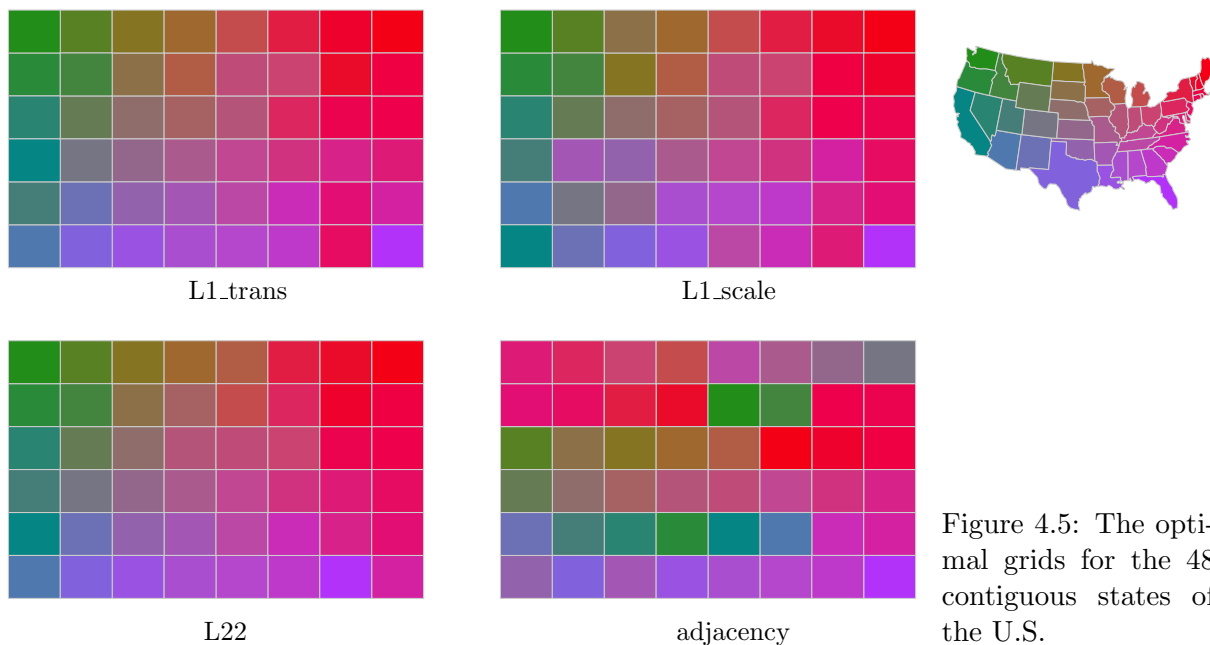 L1_trans
L1_scale
L22
adjacency
Figure 4.5: The opti-
mal grids for the 48
contiguous states of
the U.S.